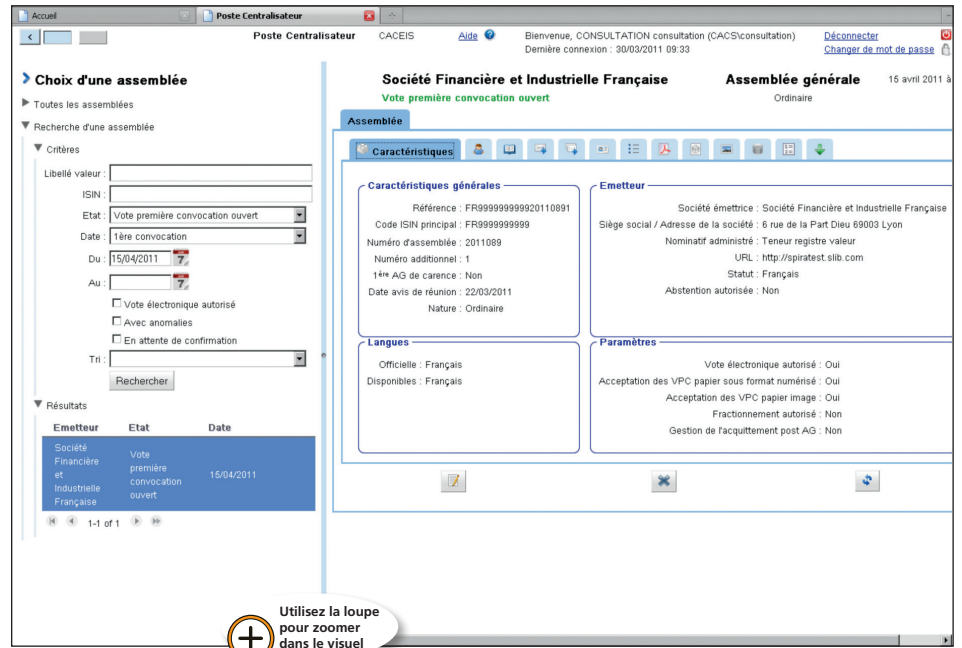 Accueil
Poste Centralisateur
Poste Centralisateur
CACEIS
Aide
Bienvenue, CONSULTATION consultation (CACS\consultation)
Dernière connexion : 30/03/2011 09:33
Déconnecter
Changer de mot de passe
Choix d'une assemblée
Toutes les assemblées
Recherche d'une assemblée
Critères
Libellé valeur :
ISIN :
Etat : Vote première convocation ouvert
Date : 1ère convocation
Du : 15/04/2011
7
Au :
7
Vote électronique autorisé
Avec anomalies
En attente de confirmation
Tri :
Rechercher
Résultats
Emetteur Etat Date
Société Financière et Industrielle Française
Vote première convocation ouvert
15/04/2011
1-1 of 1
Société Financière et Industrielle Française
Vote première convocation ouvert
Assemblée générale
Ordinaire
15 avril 2011 à
Assemblée
Caractéristiques
Caractéristiques générales
Référence : FR999999999920110891
Code ISIN principal : FR9999999999
Numéro d'assemblée : 2011089
Numéro additionnel : 1
1ère AG de carence : Non
Date avis de réunion : 22/03/2011
Nature : Ordinaire
Emetteur
Société émettrice : Société Financière et Industrielle Française
Siège social / Adresse de la société : 6 rue de la Part Dieu 69003 Lyon
Nominatif administré : Teneur registre valeur
URL : http://spiratest.slib.com
Statut : Français
Abstention autorisée : Non
Langues
Officielle : Français
Disponibles : Français
Paramètres
Vote électronique autorisé : Oui
Acceptation des VPC papier sous format numérisé : Oui
Acceptation des VPC papier image : Oui
Fractionnement autorisé : Non
Gestion de l'acquittement post AG : Non
Utilisez la loupe
pour zoomer
dans le visuel